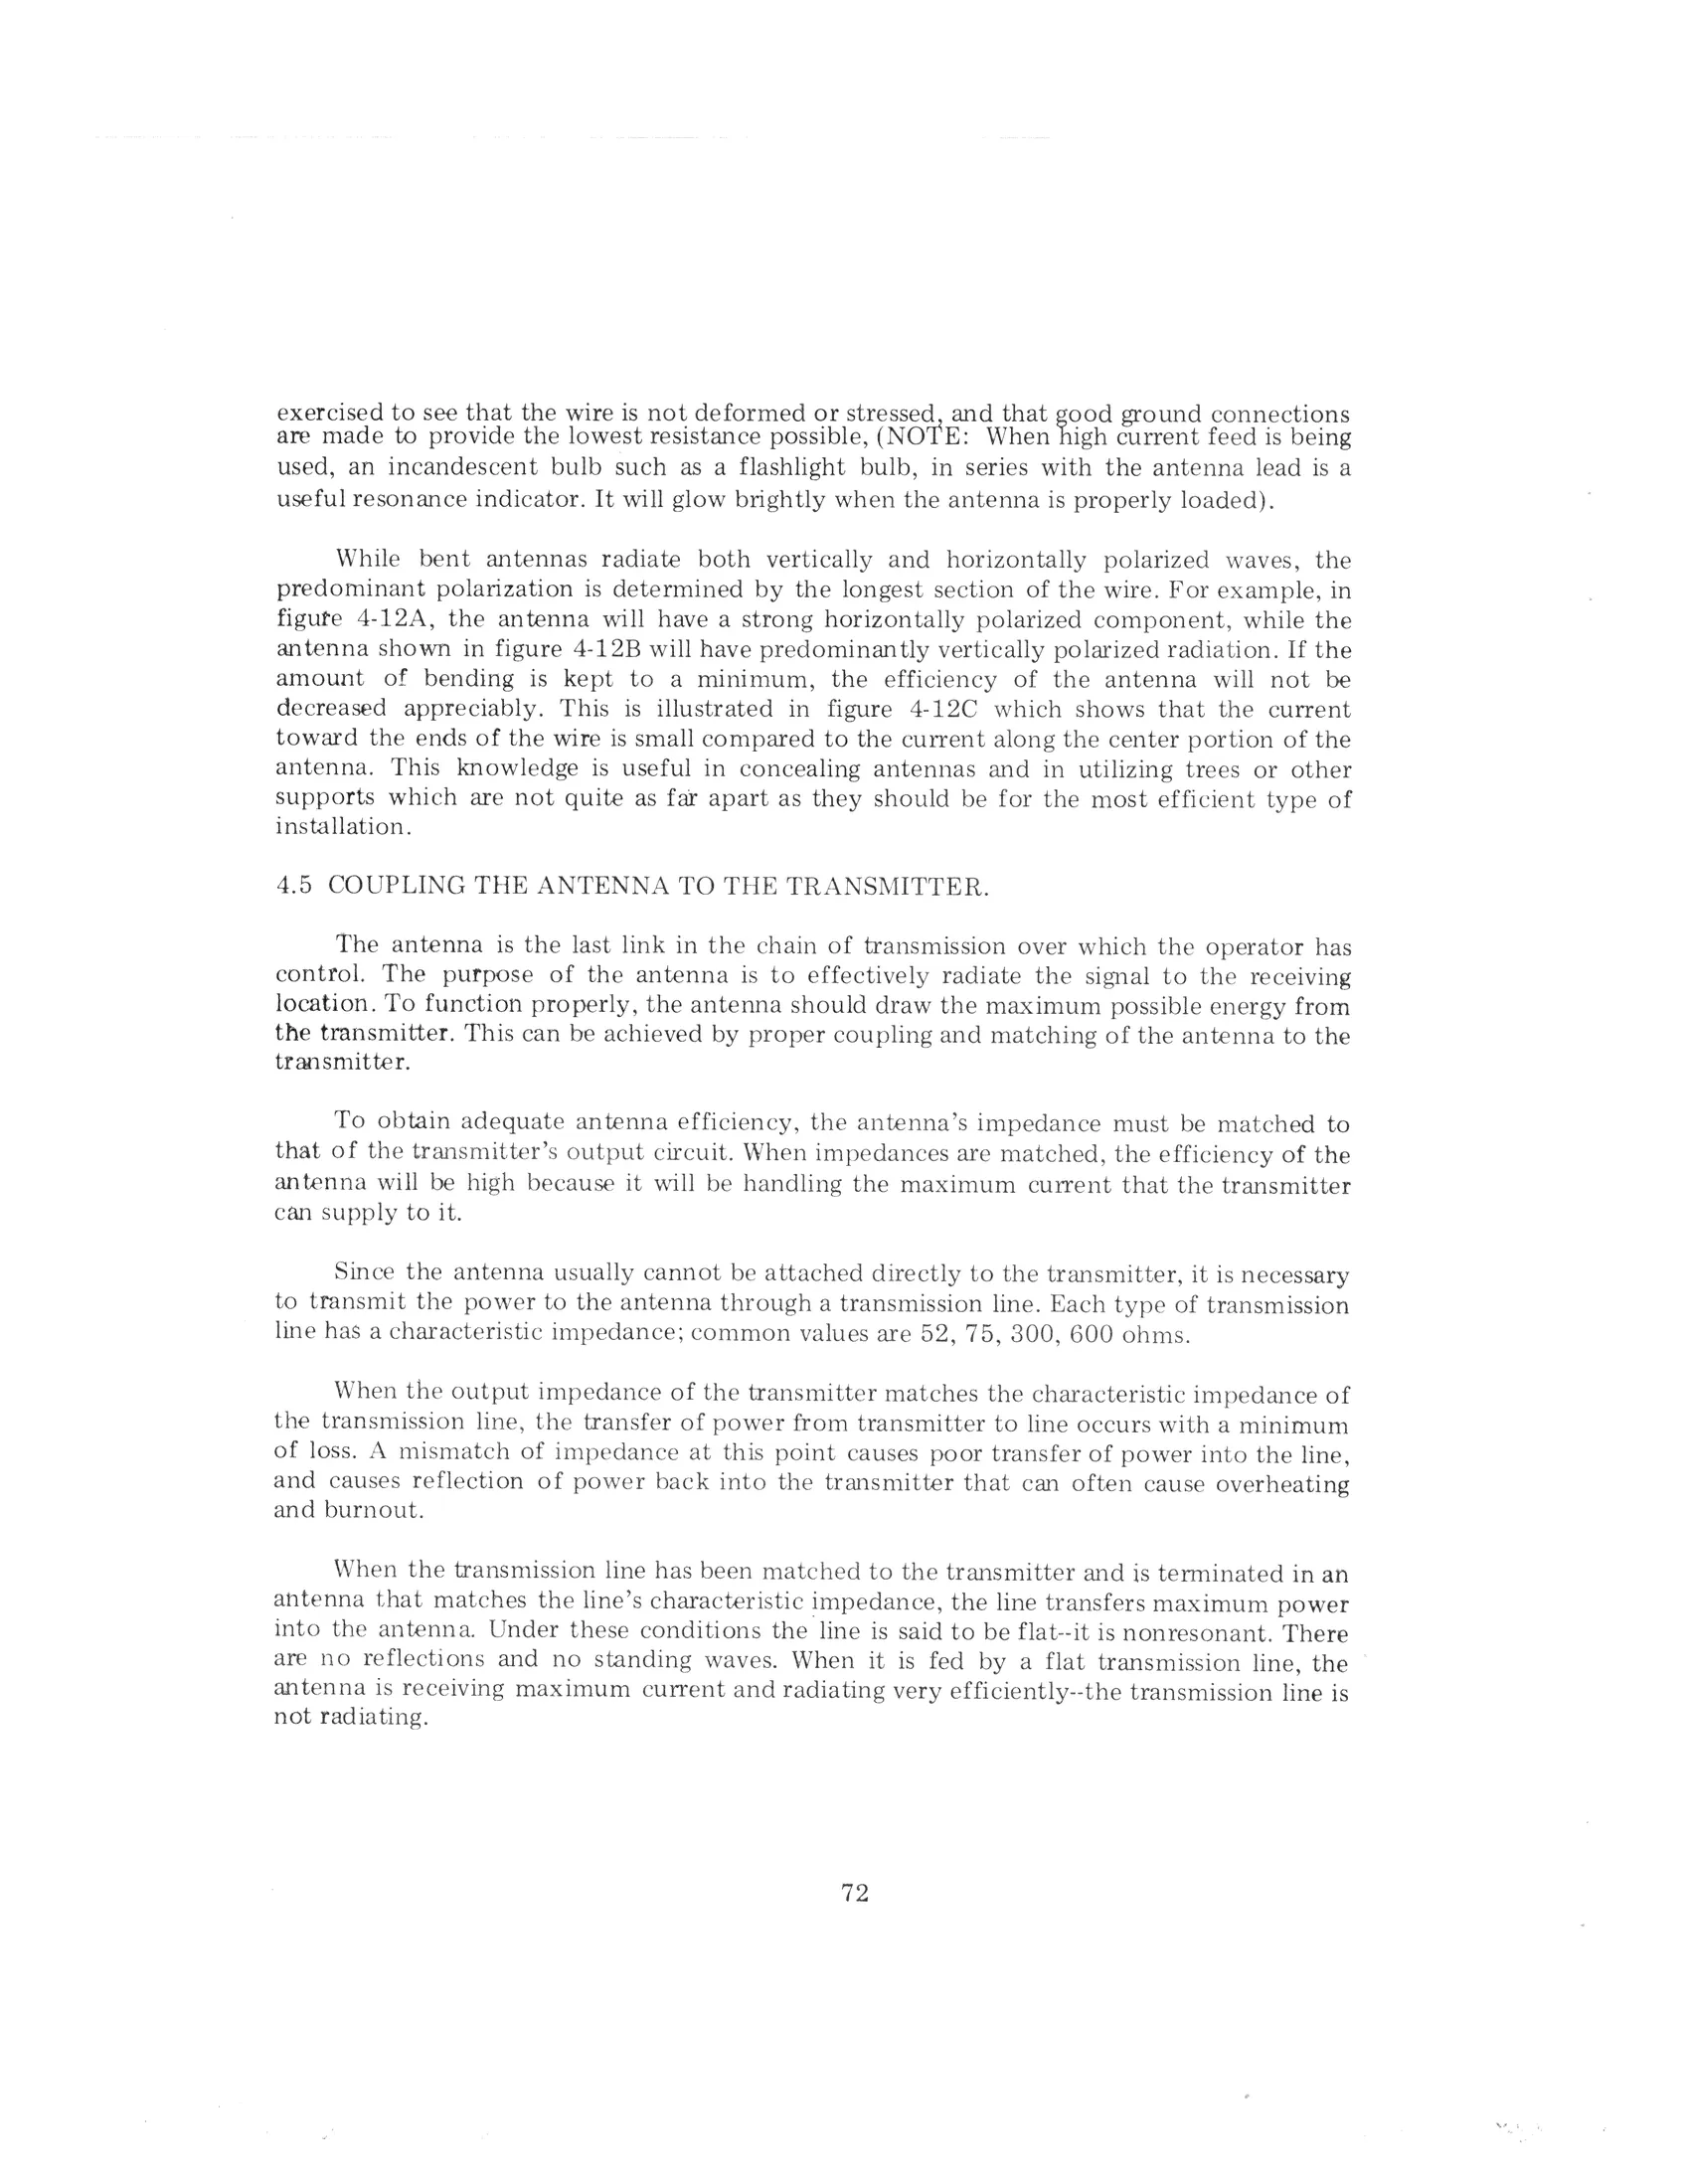 exercised to see that the wire is not deformed or stressed, and that good ground connections
are made to provide the lowest resistance possible, (NOTE: When high current feed is being
used, an incandescent bulb such as a flashlight bulb, in series with the antenna lead is a
useful resonance indicator. It will glow brightly when the antenna is properly loaded).
While bent antennas radiate both vertically and horizontally polarized waves, the
predominant polarization is determined by the longest section of the wire. For example, in
figure 4-12A, the antenna will have a strong horizontally polarized component, while the
antenna shown in figure 4-12B will have predominantly vertically polarized radiation. If the
amount of bending is kept to a minimum, the efficiency of the antenna will not be
decreased appreciably. This is illustrated in figure 4-12C which shows that the current
toward the ends of the wire is small compared to the current along the center portion of the
antenna. This knowledge is useful in concealing antennas and in utilizing trees or other
supports which are not quite as far apart as they should be for the most efficient type of
installation.
4.5 COUPLING THE ANTENNA TO THE TRANSMITTER.
The antenna is the last link in the chain of transmission over which the operator has
control. The purpose of the antenna is to effectively radiate the signal to the receiving
location. To function properly, the antenna should draw the maximum possible energy from
the transmitter. This can be achieved by proper coupling and matching of the antenna to the
transmitter.
To obtain adequate antenna efficiency, the antenna's impedance must be matched to
that of the transmitter's output circuit. When impedances are matched, the efficiency of the
antenna will be high because it will be handling the maximum current that the transmitter
can supply to it.
Since the antenna usually cannot be attached directly to the transmitter, it is necessary
to transmit the power to the antenna through a transmission line. Each type of transmission
line has a characteristic impedance; common values are 52, 75, 300, 600 ohms.
When the output impedance of the transmitter matches the characteristic impedance of
the transmission line, the transfer of power from transmitter to line occurs with a minimum
of loss. A mismatch of impedance at this point causes poor transfer of power into the line,
and causes reflection of power back into the transmitter that can often cause overheating
and burnout.
When the transmission line has been matched to the transmitter and is terminated in an
antenna that matches the line's characteristic impedance, the line transfers maximum power
into the antenna. Under these conditions the line is said to be flat--it is nonresonant. There
are no reflections and no standing waves. When it is fed by a flat transmission line, the
antenna is receiving maximum current and radiating very efficiently--the transmission line is
not radiating.
72